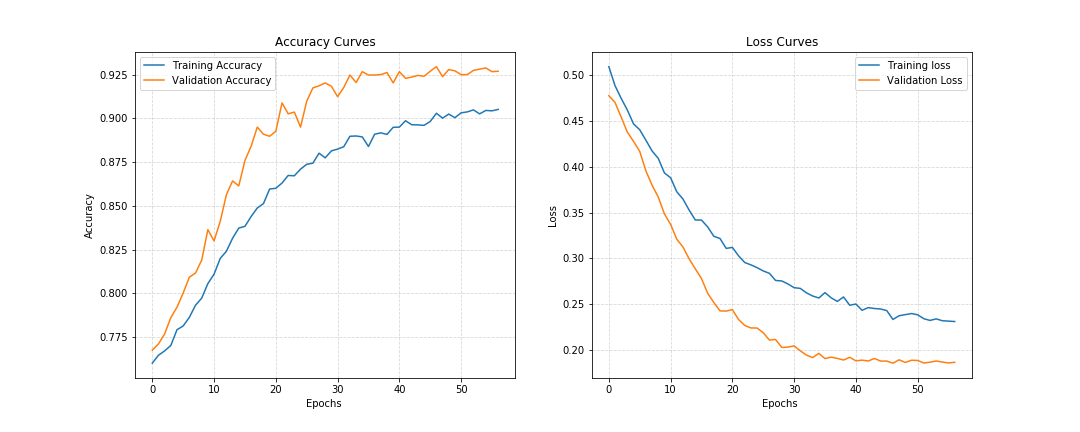 Accuracy Curves
Training Accuracy
Validation Accuracy
0.925
0.900
0.875
0.850
0.825
0.800
0.775
Accuracy
0 10 20 30 40 50
Epochs
Loss Curves
Training loss
Validation Loss
0.50
0.45
0.40
0.35
0.30
0.25
0.20
Loss
0 10 20 30 40 50
Epochs